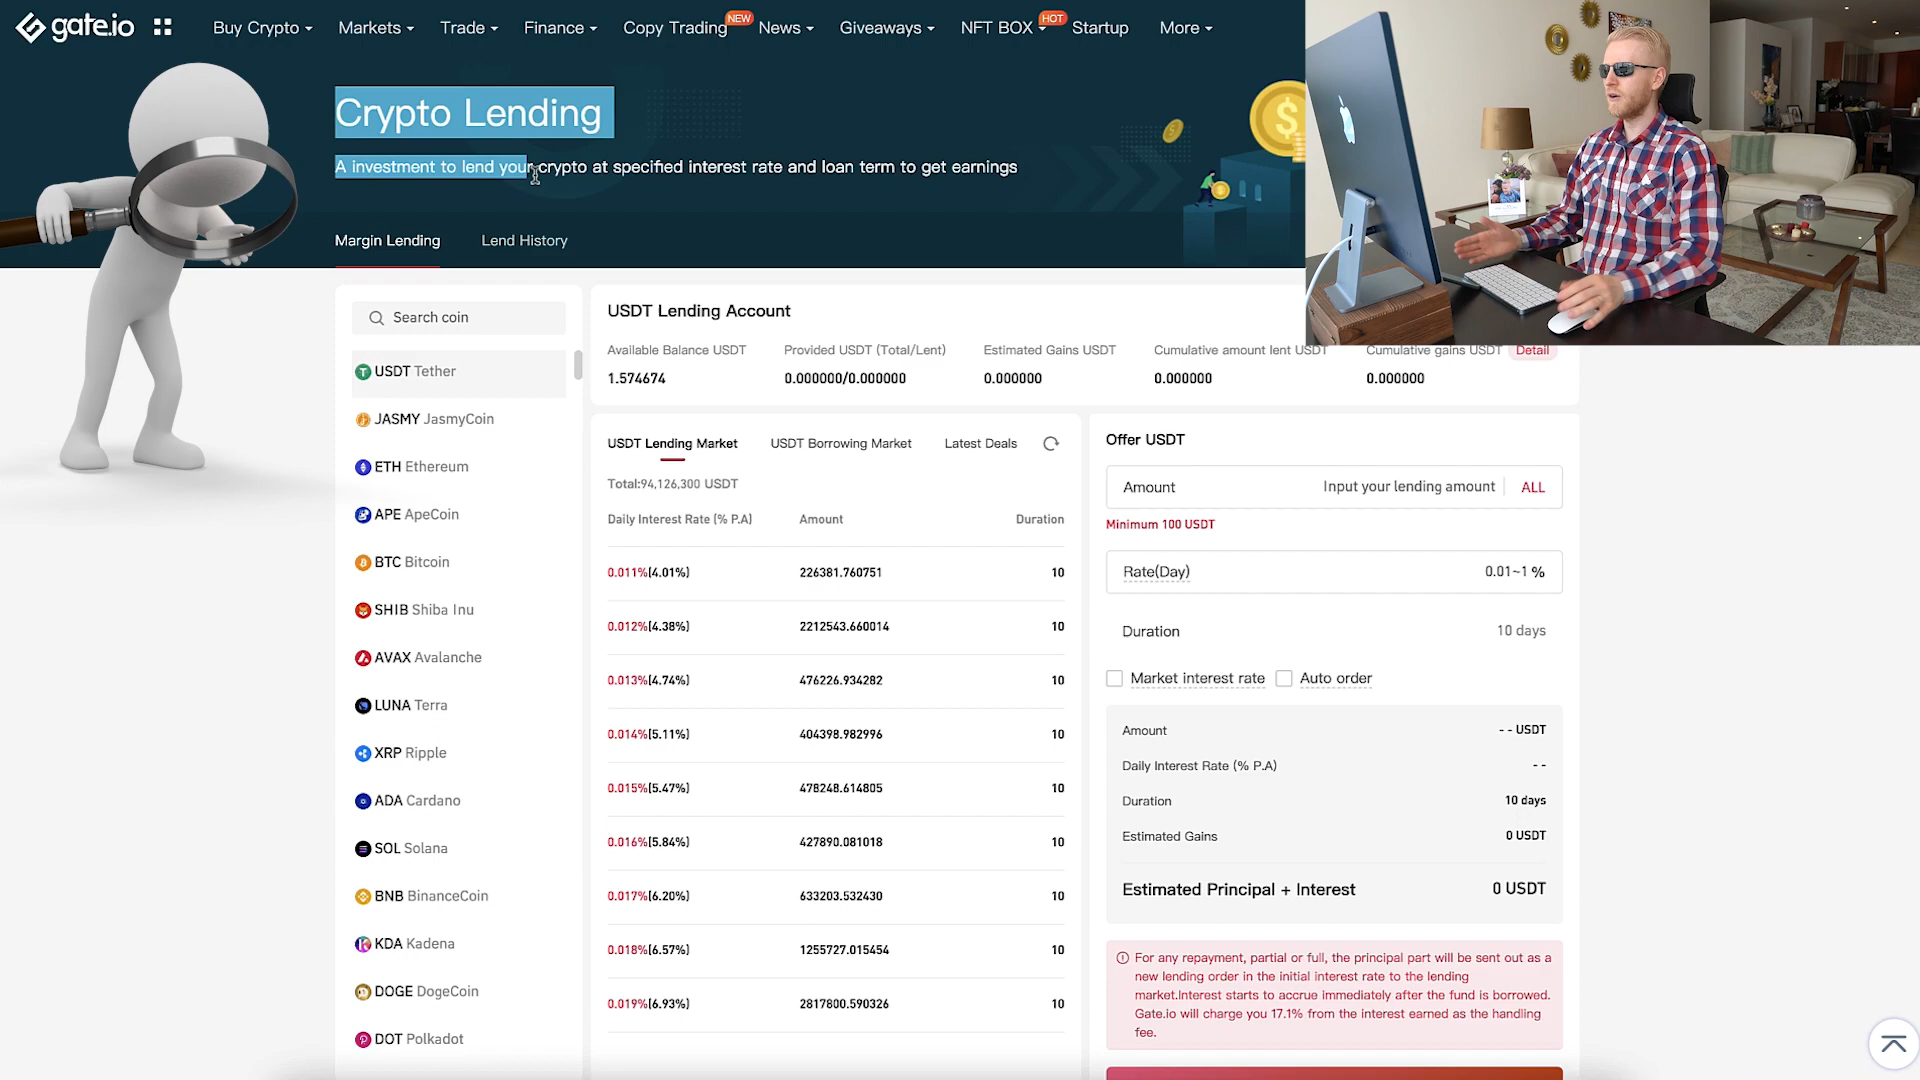 gate.io Buy Crypto Markets Trade Finance Copy Trading NEW News Giveaways NFT BOX HOT Startup More
Crypto Lending
A investment to lend your crypto at specified interest rate and loan term to get earnings
Margin Lending Lend History
Search coin
USDT Tether
JASMY JasmyCoin
ETH Ethereum
APE ApeCoin
BTC Bitcoin
SHIB Shiba Inu
AVAX Avalanche
LUNA Terra
XRP Ripple
ADA Cardano
SOL Solana
BNB BinanceCoin
KDA Kadena
DOGE DogeCoin
DOT Polkadot
USDT Lending Account
Available Balance USDT Provided USDT (Total/Lent) Estimated Gains USDT Cumulative amount lent USDT Cumulative gains USDT Detail
1.574674 0.000000/0.000000 0.000000 0.000000 0.000000
USDT Lending Market USDT Borrowing Market Latest Deals
Total:94,126,300 USDT
Daily Interest Rate (% P.A) Amount Duration
0.011%(4.01%) 226381.760751 10
0.012%(4.38%) 2212543.660014 10
0.013%(4.74%) 476226.934282 10
0.014%(5.11%) 404398.982996 10
0.015%(5.47%) 478248.614805 10
0.016%(5.84%) 427890.081018 10
0.017%(6.20%) 633203.532430 10
0.018%(6.57%) 1255727.015454 10
0.019%(6.93%) 2817800.590326 10
Offer USDT
Amount Input your lending amount ALL
Minimum 100 USDT
Rate(Day) 0.01~1 %
Duration 10 days
Market interest rate Auto order
Amount - - USDT
Daily Interest Rate (% P.A) - -
Duration 10 days
Estimated Gains 0 USDT
Estimated Principal + Interest 0 USDT
For any repayment, partial or full, the principal part will be sent out as a
new lending order in the initial interest rate to the lending
market.Interest starts to accrue immediately after the fund is borrowed.
Gate.io will charge you 17.1% from the interest earned as the handling
fee.